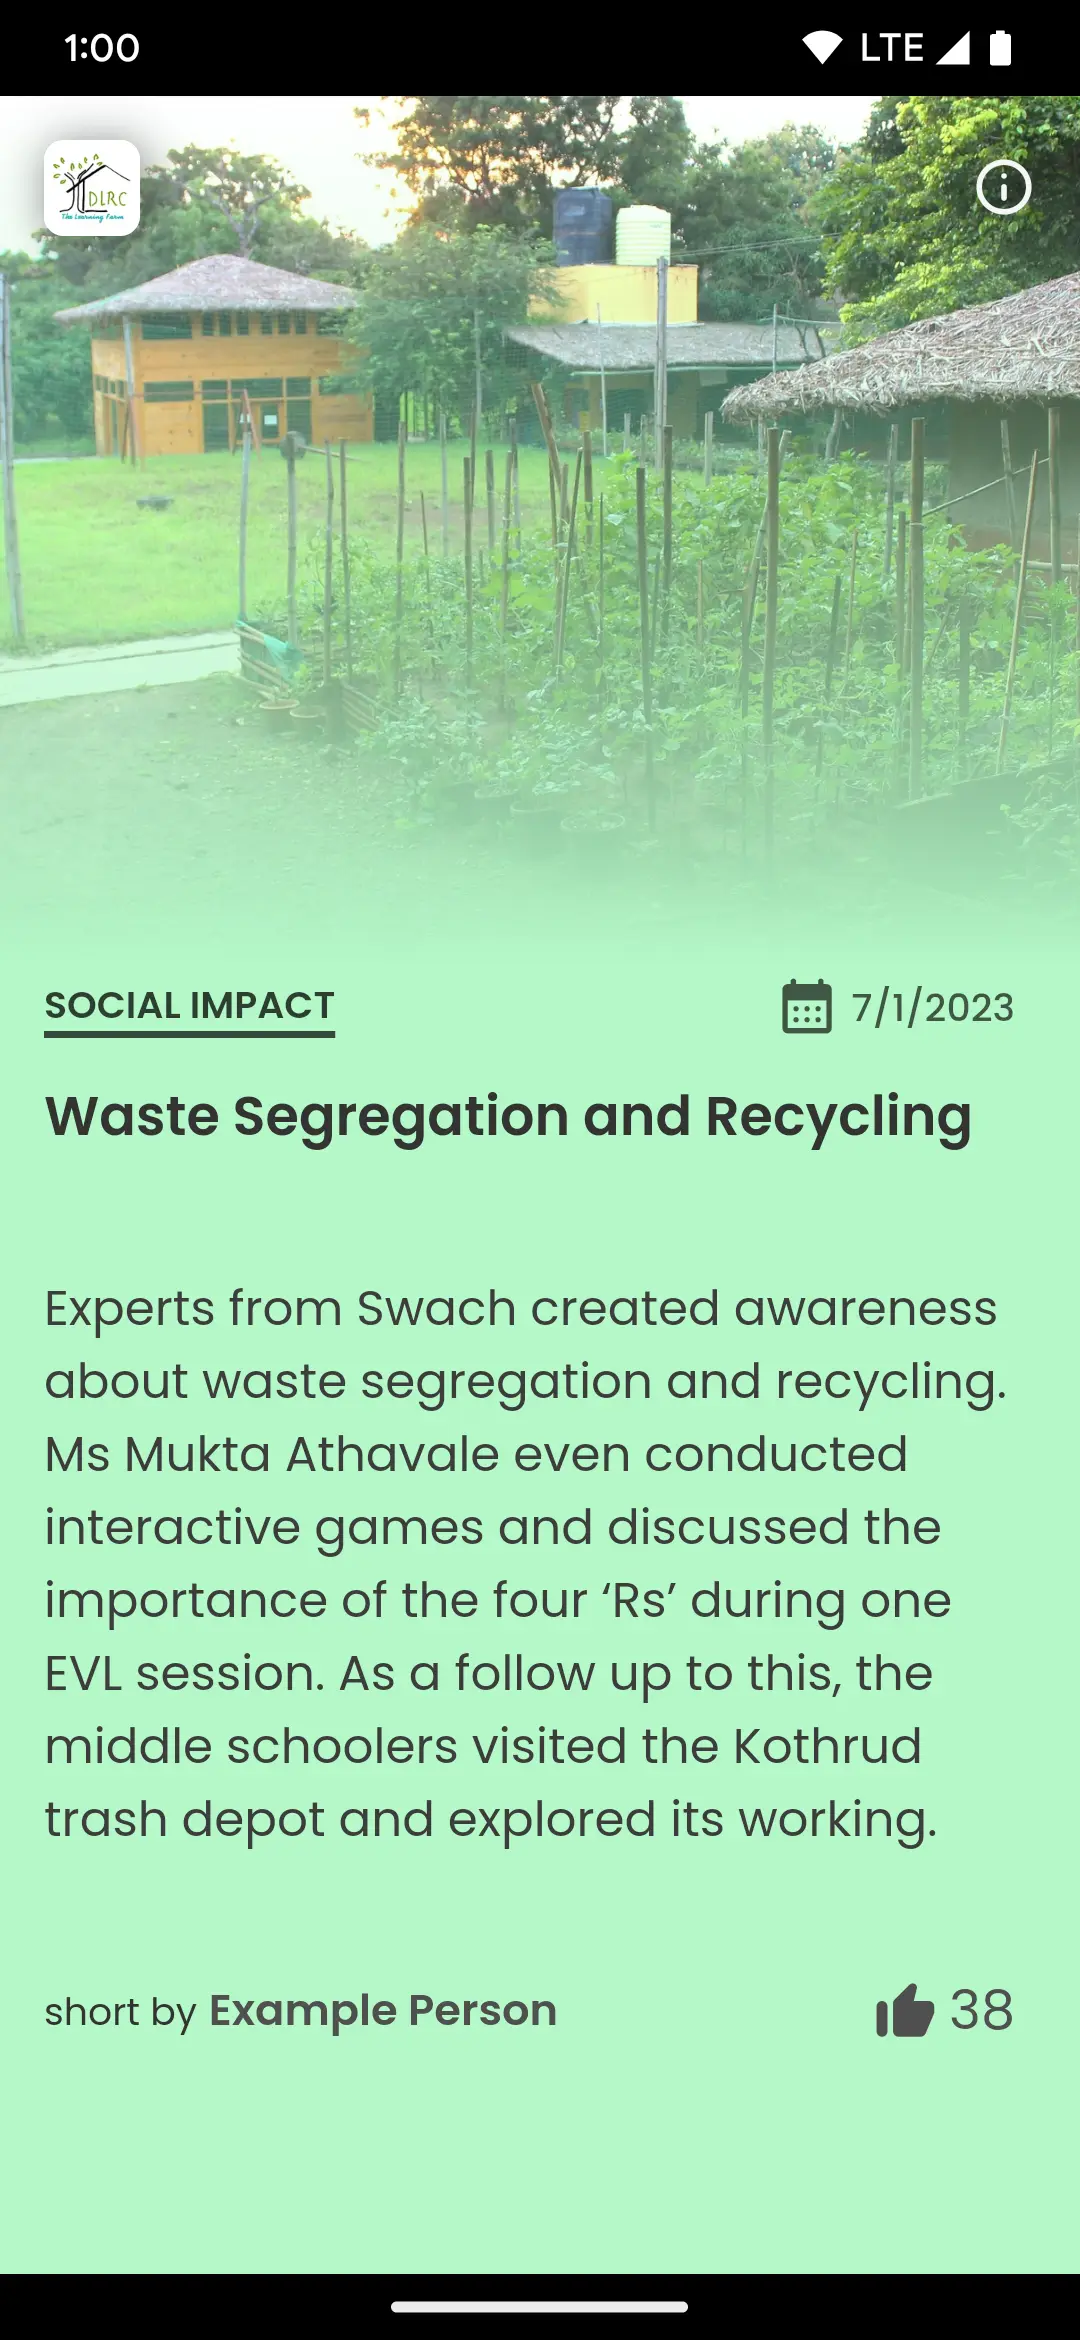 1:00 LTE
DLRC
The Learning Farm
SOCIAL IMPACT 7/1/2023
Waste Segregation and Recycling
Experts from Swach created awareness
about waste segregation and recycling.
Ms Mukta Athavale even conducted
interactive games and discussed the
importance of the four ‘Rs’ during one
EVL session. As a follow up to this, the
middle schoolers visited the Kothrud
trash depot and explored its working.
short by Example Person 38